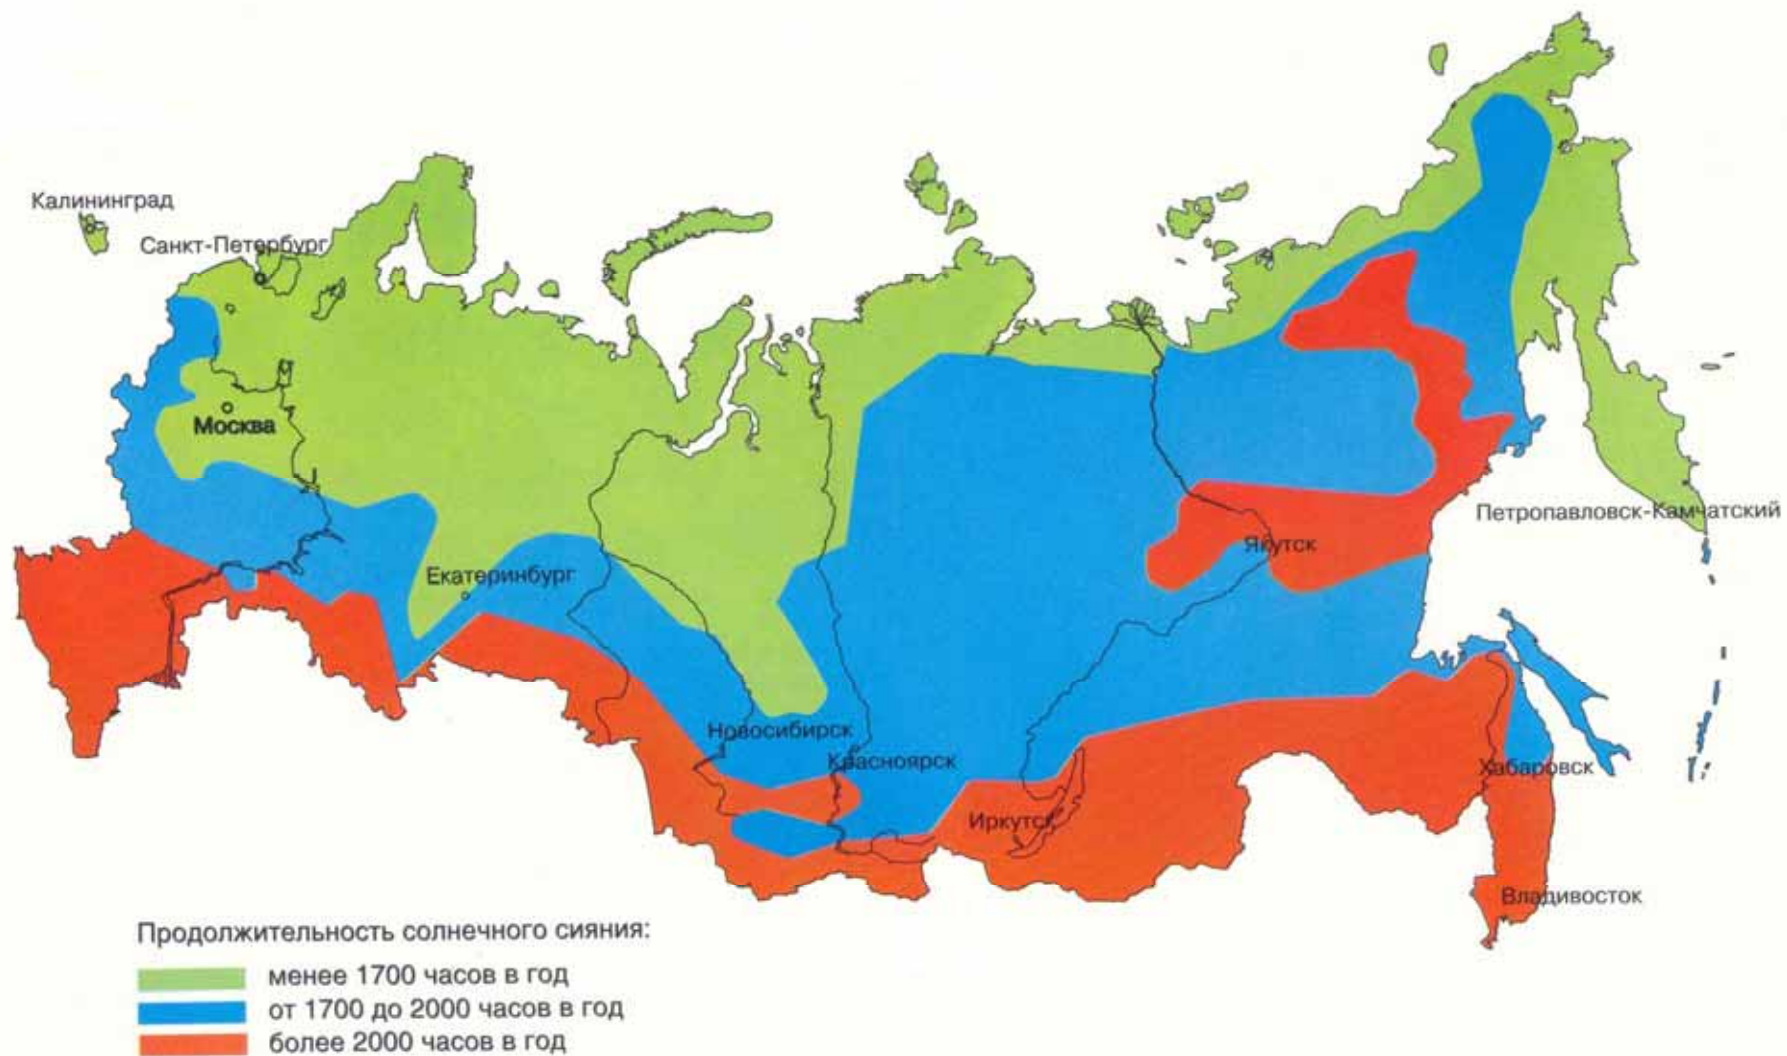 Калининград
Санкт-Петербург
Москва
Петропавловск-Камчатский
Якутск
Екатеринбург
Новосибирск
Красноярск
Хабаровск
Иркутск
Владивосток
Продолжительность солнечного сияния:
менее 1700 часов в год
от 1700 до 2000 часов в год
более 2000 часов в год